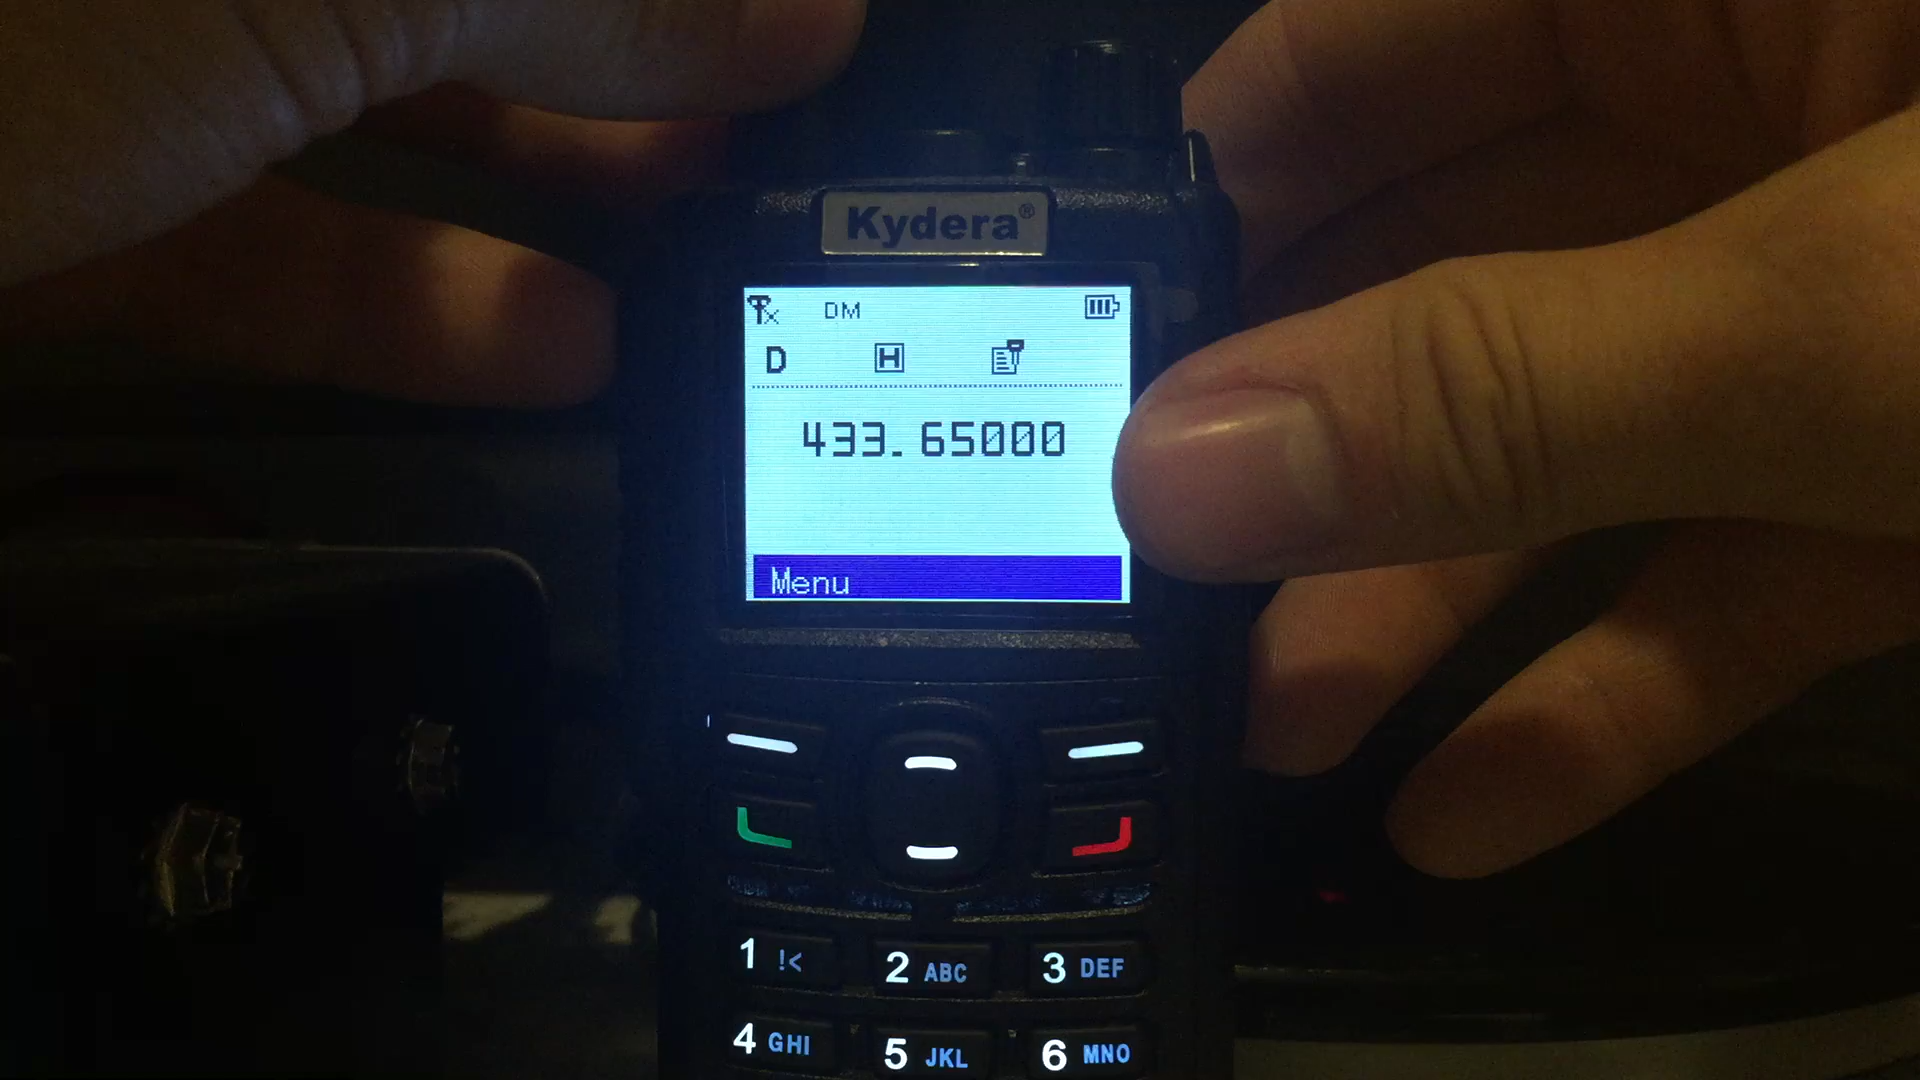 Kydera®
X DM
D H
433.65000
Menu
1 !< 2 ABC 3 DEF
4 GHI 5 JKL 6 MNO